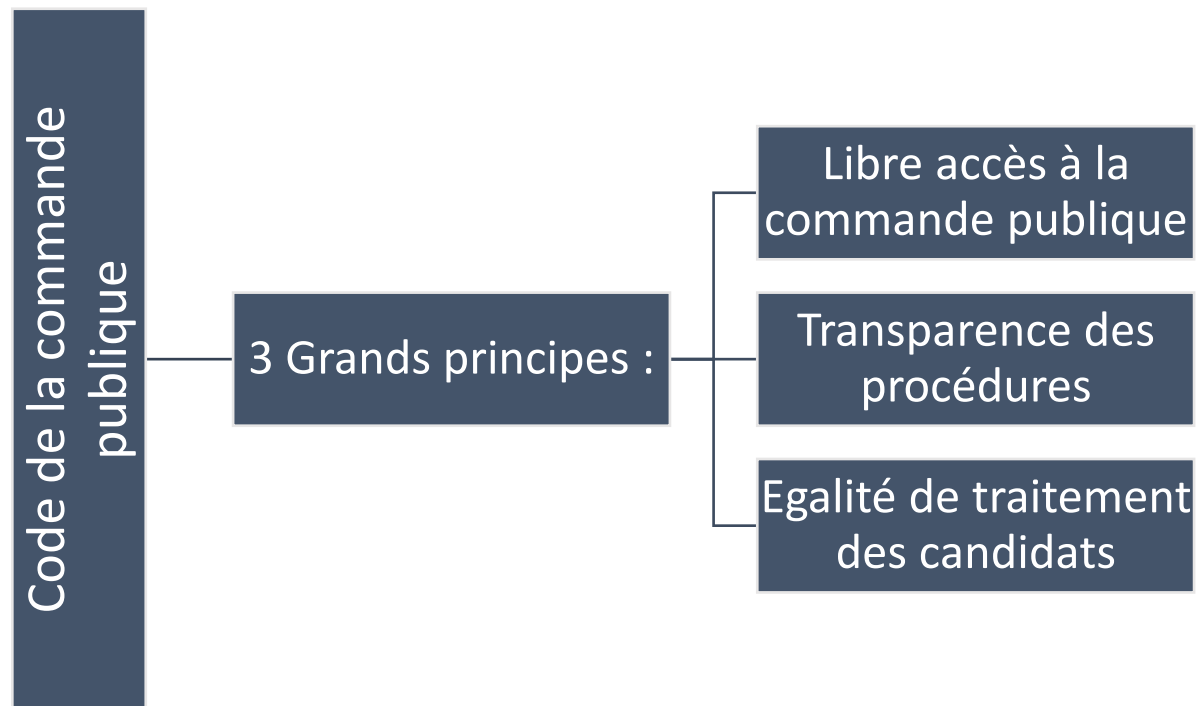 Code de la commande
publique
3 Grands principes :
Libre accès à la
commande publique
Transparence des
procédures
Egalité de traitement
des candidats